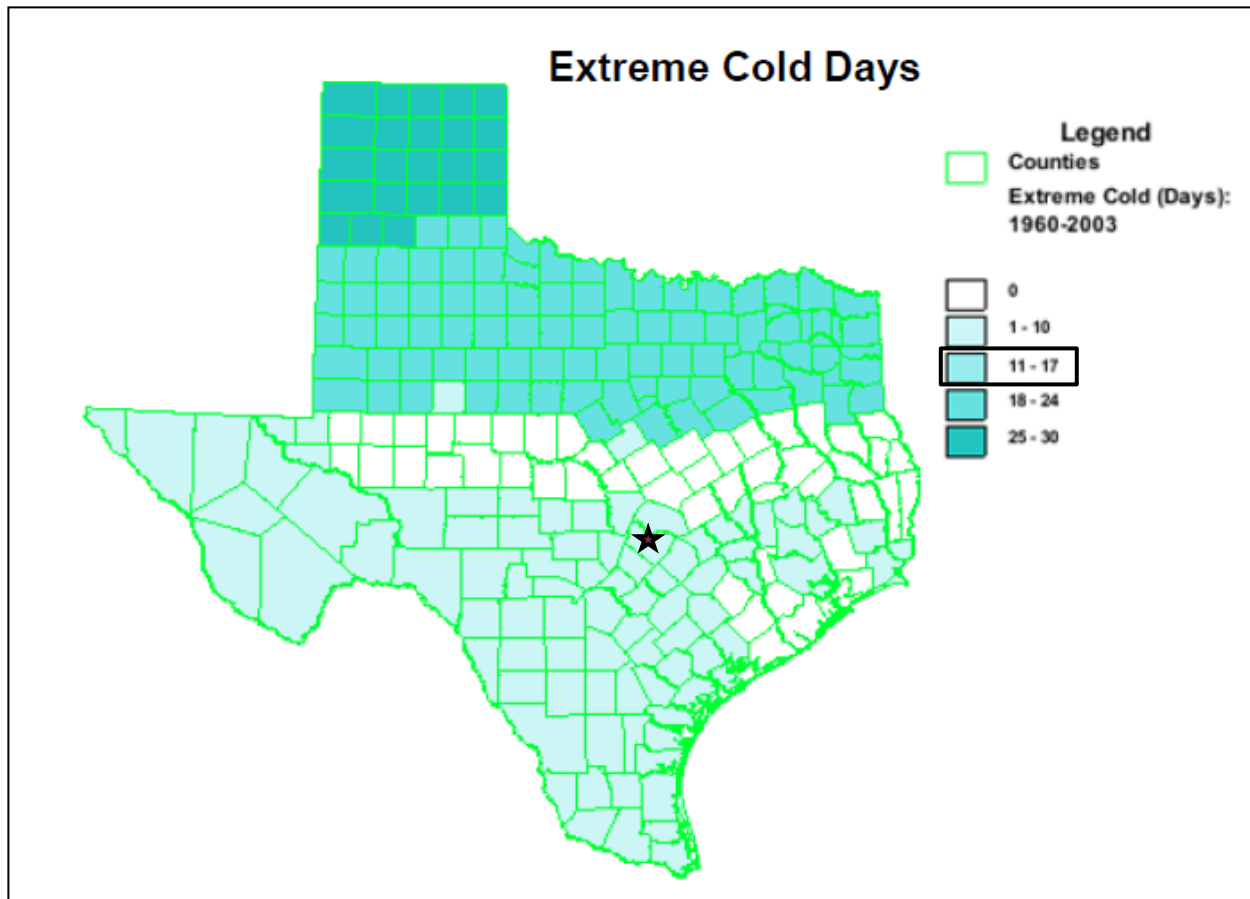 Extreme Cold Days
Legend
Counties
Extreme Cold (Days):
1960-2003
0
1 - 10
11 - 17
18 - 24
25 - 30